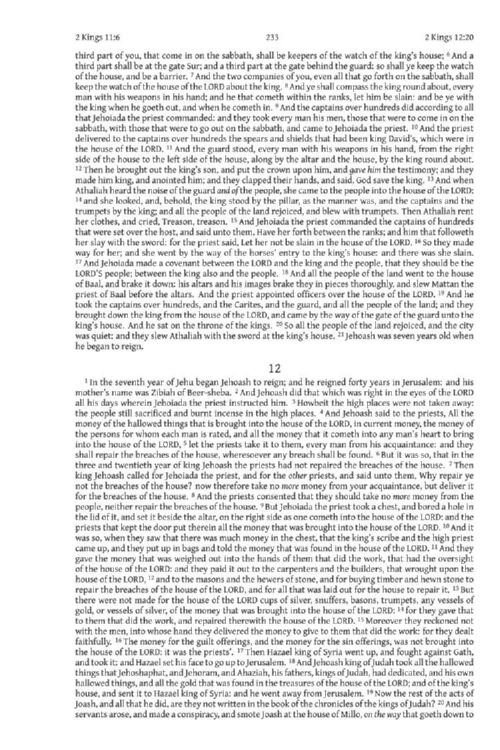 2 Kings 11:6 233 2 Kings 12:20
third part of you, that come in on the sabbath, shall be keepers of the watch of the king's house; 6 And a
third part shall be at the gate Sur; and a third part at the gate behind the guard: so shall ye keep the watch
of the house, and be a barrier. 7 And the two companies of you, even all that go forth on the sabbath, shall
keep the watch of the house of the LORD about the king. 8 And ye shall compass the king round about, every
man with his weapons in his hand; and he that cometh within the ranks, let him be slain: and be ye with
the king when he goeth out, and when he cometh in. 9 And the captains over hundreds did according to all
that Jehoiada the priest commanded: and they took every man his men, those that were to come in on the
sabbath, with those that were to go out on the sabbath, and came to Jehoiada the priest. 10 And the priest
delivered to the captains over hundreds the spears and shields that had been king David's, which were in
the house of the LORD. 11 And the guard stood, every man with his weapons in his hand, from the right
side of the house to the left side of the house, along by the altar and the house, by the king round about.
12 Then he brought out the king's son, and put the crown upon him, and gave him the testimony; and they
made him king, and anointed him; and they clapped their hands, and said, God save the king. 13 And when
Athaliah heard the noise of the guard and of the people, she came to the people into the house of the LORD:
14 and she looked, and, behold, the king stood by the pillar, as the manner was, and the captains and the
trumpets by the king; and all the people of the land rejoiced, and blew with trumpets. Then Athaliah rent
her clothes, and cried, Treason, treason. 15 And Jehoiada the priest commanded the captains of hundreds
that were set over the host, and said unto them, Have her forth between the ranks; and him that followeth
her slay with the sword: for the priest said, Let her not be slain in the house of the LORD. 16 So they made
way for her; and she went by the way of the horses' entry to the king's house: and there was she slain.
17 And Jehoiada made a covenant between the LORD and the king and the people, that they should be the
LORD'S people; between the king also and the people. 18 And all the people of the land went to the house
of Baal, and brake it down; his altars and his images brake they in pieces thoroughly, and slew Mattan the
priest of Baal before the altars. And the priest appointed officers over the house of the LORD. 19 And he
took the captains over hundreds, and the Carites, and the guard, and all the people of the land; and they
brought down the king from the house of the LORD, and came by the way of the gate of the guard unto the
king's house. And he sat on the throne of the kings. 20 So all the people of the land rejoiced, and the city
was quiet: and they slew Athaliah with the sword at the king's house. 21 Jehoash was seven years old when
he began to reign.
12
1 In the seventh year of Jehu began Jehoash to reign; and he reigned forty years in Jerusalem: and his
mother's name was Zibiah of Beer-sheba. 2 And Jehoash did that which was right in the eyes of the LORD
all his days wherein Jehoiada the priest instructed him. 3 Howbeit the high places were not taken away:
the people still sacrificed and burnt incense in the high places. 4 And Jehoash said to the priests, All the
money of the hallowed things that is brought into the house of the LORD, in current money, the money of
the persons for whom each man is rated, and all the money that it cometh into any man's heart to bring
into the house of the LORD, 5 let the priests take it to them, every man from his acquaintance: and they
shall repair the breaches of the house, wheresoever any breach shall be found. 6 But it was so, that in the
three and twentieth year of king Jehoash the priests had not repaired the breaches of the house. 7 Then
king Jehoash called for Jehoiada the priest, and for the other priests, and said unto them, Why repair ye
not the breaches of the house? now therefore take no more money from your acquaintance, but deliver it
for the breaches of the house. 8 And the priests consented that they should take no more money from the
people, neither repair the breaches of the house. 9 But Jehoiada the priest took a chest, and bored a hole in
the lid of it, and set it beside the altar, on the right side as one cometh into the house of the LORD: and the
priests that kept the door put therein all the money that was brought into the house of the LORD. 10 And it
was so, when they saw that there was much money in the chest, that the king's scribe and the high priest
came up, and they put up in bags and told the money that was found in the house of the LORD. 11 And they
gave the money that was weighed out into the hands of them that did the work, that had the oversight
of the house of the LORD: and they paid it out to the carpenters and the builders, that wrought upon the
house of the LORD, 12 and to the masons and the hewers of stone, and for buying timber and hewn stone to
repair the breaches of the house of the LORD, and for all that was laid out for the house to repair it. 13 But
there were not made for the house of the LORD cups of silver, snuffers, basons, trumpets, any vessels of
gold, or vessels of silver, of the money that was brought into the house of the LORD: 14 for they gave that
to them that did the work, and repaired therewith the house of the LORD. 15 Moreover they reckoned not
with the men, into whose hand they delivered the money to give to them that did the work: for they dealt
faithfully. 16 The money for the guilt offerings, and the money for the sin offerings, was not brought into
the house of the LORD: it was the priests'. 17 Then Hazael king of Syria went up, and fought against Gath,
and took it: and Hazael set his face to go up to Jerusalem. 18 And Jehoash king of Judah took all the hallowed
things that Jehoshaphat, and Jehoram, and Ahaziah, his fathers, kings of Judah, had dedicated, and his own
hallowed things, and all the gold that was found in the treasures of the house of the LORD, and of the king's
house, and sent it to Hazael king of Syria: and he went away from Jerusalem. 19 Now the rest of the acts of
Joash, and all that he did, are they not written in the book of the chronicles of the kings of Judah? 20 And his
servants arose, and made a conspiracy, and smote Joash at the house of Millo, on the way that goeth down to